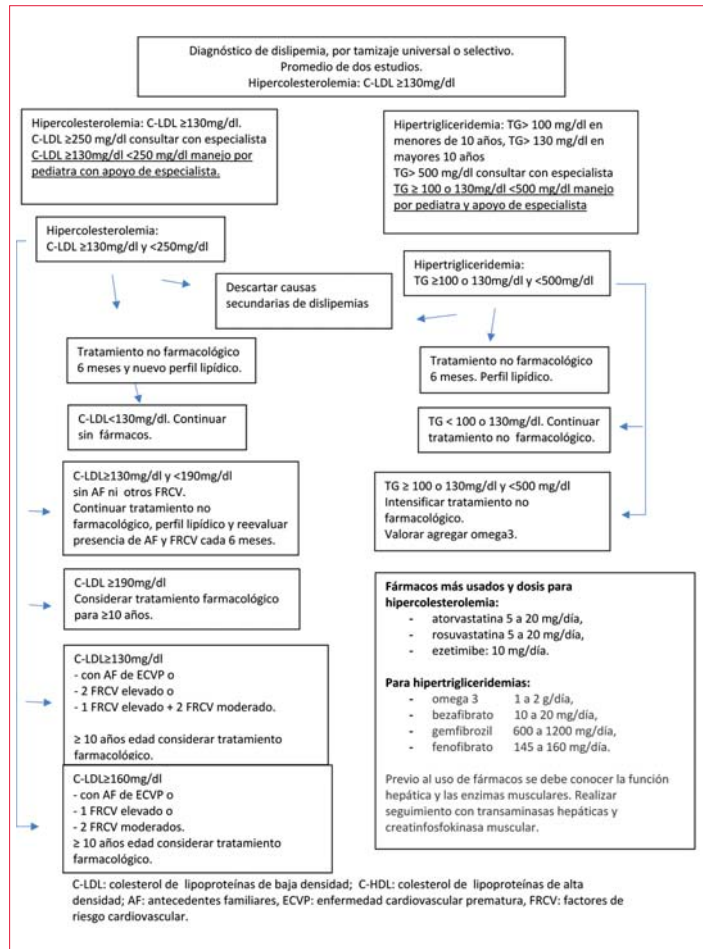 Diagnóstico de dislipemia, por tamizaje universal o selectivo.
Promedio de dos estudios.
Hipercolesterolemia: C-LDL ≥130mg/dl
Hipercolesterolemia: C-LDL ≥130mg/dl.
C-LDL ≥250 mg/dl consultar con especialista
C-LDL ≥130mg/dl <250 mg/dl manejo por
pediatra con apoyo de especialista.
Hipertrigliceridemia: TG> 100 mg/dl en
menores de 10 años, TG> 130 mg/dl en
mayores 10 años
TG> 500 mg/dl consultar con especialista
TG ≥ 100 o 130mg/dl <500 mg/dl manejo
por pediatra y apoyo de especialista
Hipercolesterolemia:
C-LDL ≥130mg/dl y <250mg/dl
Hipertrigliceridemia:
TG ≥100 o 130mg/dl y <500mg/dl
Descartar causas
secundarias de dislipemias
Tratamiento no farmacológico
6 meses y nuevo perfil lipídico.
Tratamiento no farmacológico
6 meses. Perfil lipídico.
C-LDL<130mg/dl. Continuar
sin fármacos.
TG < 100 o 130mg/dl. Continuar
tratamiento no farmacológico.
C-LDL≥130mg/dl y <190mg/dl
sin AF ni otros FRCV.
Continuar tratamiento no
farmacológico, perfil lipídico y reevaluar
presencia de AF y FRCV cada 6 meses.
TG ≥ 100 o 130mg/dl y <500 mg/dl
Intensificar tratamiento no
farmacológico.
Valorar agregar omega3.
C-LDL ≥190mg/dl
Considerar tratamiento farmacológico
para ≥10 años.
C-LDL≥130mg/dl
- con AF de ECVP o
- 2 FRCV elevado o
- 1 FRCV elevado + 2 FRCV moderado.
≥ 10 años edad considerar tratamiento
farmacológico.
C-LDL≥160mg/dl
- con AF de ECVP o
- 1 FRCV elevado o
- 2 FRCV moderados.
≥ 10 años edad considerar tratamiento
farmacológico.
Fármacos más usados y dosis para
hipercolesterolemia:
- atorvastatina 5 a 20 mg/día,
- rosuvastatina 5 a 20 mg/día,
- ezetimibe: 10 mg/día.
Para hipertrigliceridemias:
- omega 3 1 a 2 g/día,
- bezafibrato 10 a 20 mg/día,
- gemfibrozil 600 a 1200 mg/día,
- fenofibrato 145 a 160 mg/día.
Previo al uso de fármacos se debe conocer la función
hepática y las enzimas musculares. Realizar
seguimiento con transaminasas hepáticas y
creatinfosfokinasa muscular.
C-LDL: colesterol de lipoproteínas de baja densidad; C-HDL: colesterol de lipoproteínas de alta
densidad; AF: antecedentes familiares, ECVP: enfermedad cardiovascular prematura, FRCV: factores de
riesgo cardiovascular.